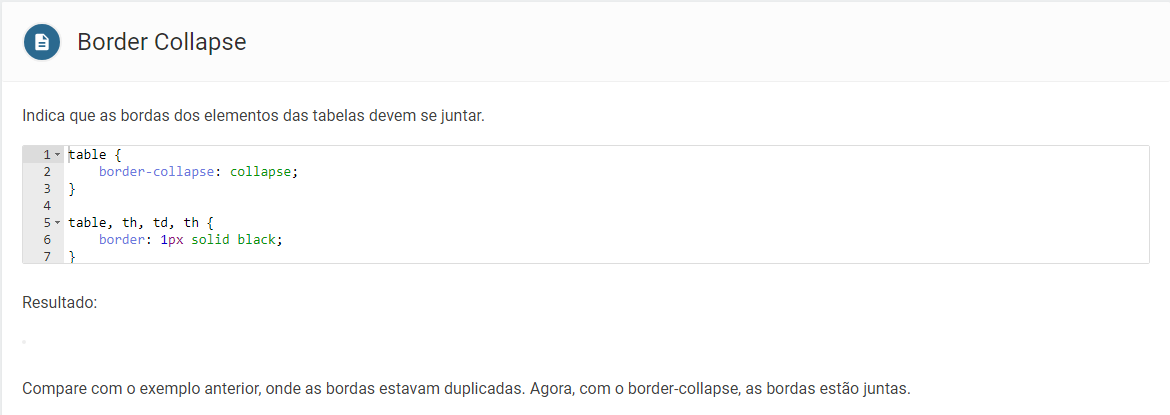 Border Collapse
Indica que as bordas dos elementos das tabelas devem se juntar.
1 table {
2     border-collapse: collapse;
3 }
4
5 table, th, td, th {
6     border: 1px solid black;
7 }
Resultado:
Compare com o exemplo anterior, onde as bordas estavam duplicadas. Agora, com o border-collapse, as bordas estão juntas.